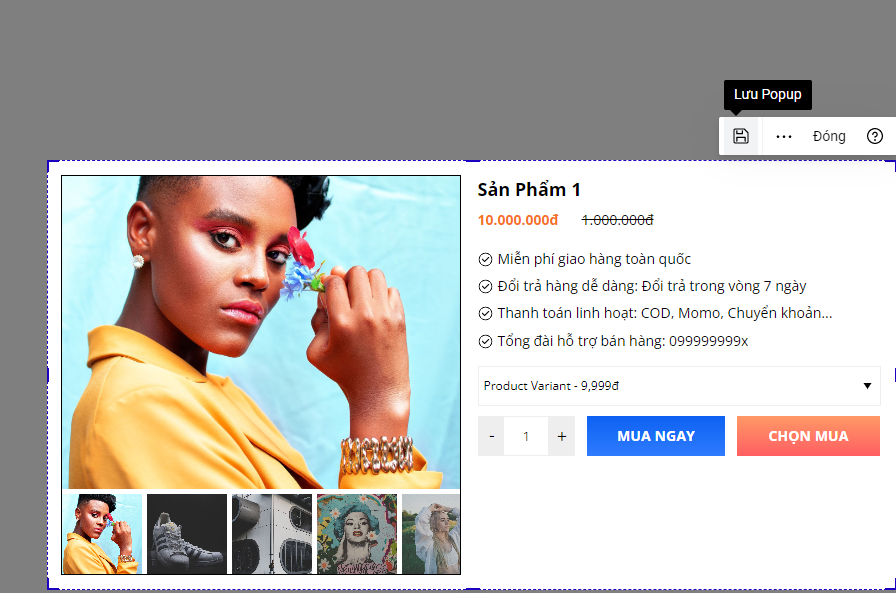 Lưu Popup
Đóng
Sản Phẩm 1
10.000.000đ 1.000.000đ
Miễn phí giao hàng toàn quốc
Đổi trả hàng dễ dàng: Đổi trả trong vòng 7 ngày
Thanh toán linh hoạt: COD, Momo, Chuyển khoản...
Tổng đài hỗ trợ bán hàng: 099999999x
Product Variant - 9,999đ
- 1 + MUA NGAY CHỌN MUA